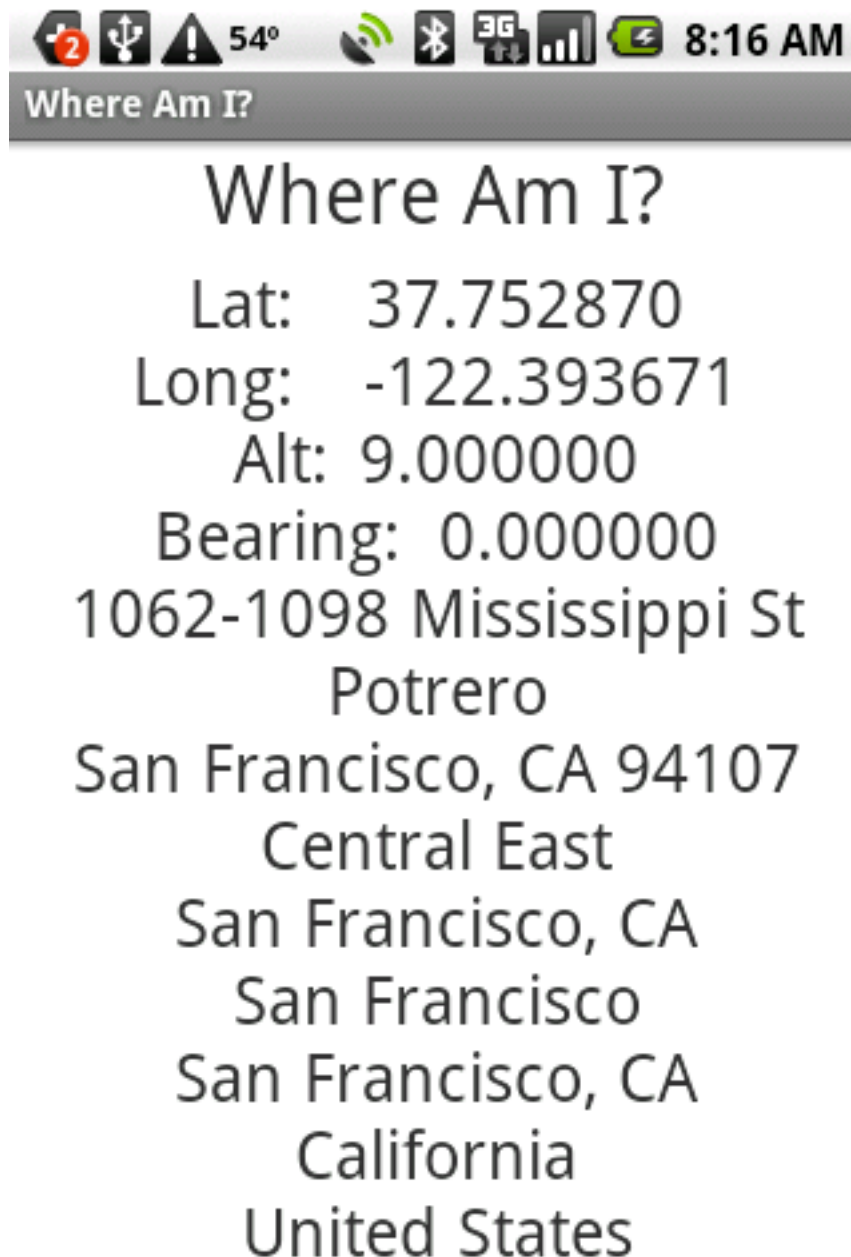 2 54° 3G 8:16 AM
Where Am I?
Where Am I?
Lat: 37.752870
Long: -122.393671
Alt: 9.000000
Bearing: 0.000000
1062-1098 Mississippi St
Potrero
San Francisco, CA 94107
Central East
San Francisco, CA
San Francisco
San Francisco, CA
California
United States